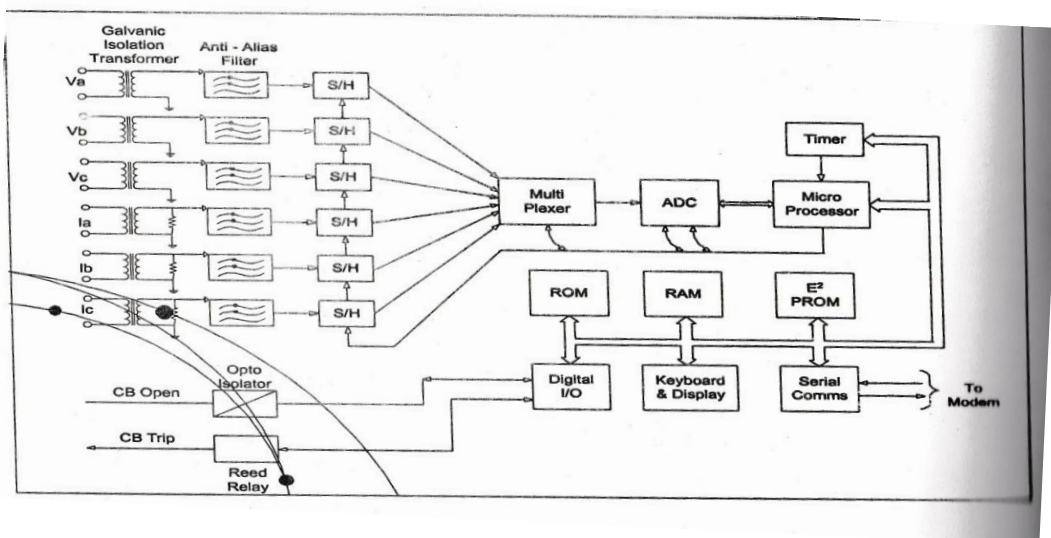 Galvanic
Isolation
Transformer
Anti - Alias
Filter
Va
S/H
Vb
S/H
Vc
S/H
Ia
S/H
Ib
S/H
Ic
S/H
Multi
Plexer
ADC
Timer
Micro
Processor
ROM
RAM
E²
PROM
Digital
I/O
Keyboard
& Display
Serial
Comms
To
Modem
Opto
Isolator
CB Open
CB Trip
Reed
Relay